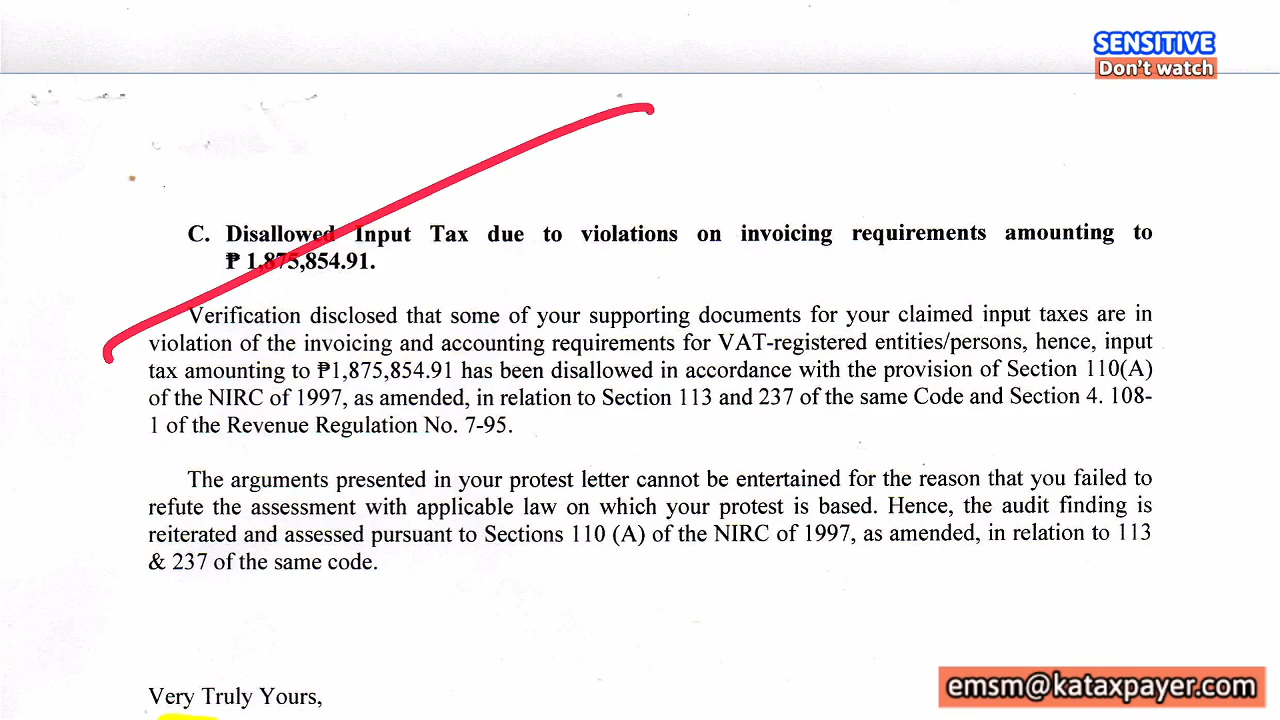 SENSITIVE
Don't watch
C. Disallowed Input Tax due to violations on invoicing requirements amounting to
₱ 1,875,854.91.
Verification disclosed that some of your supporting documents for your claimed input taxes are in
violation of the invoicing and accounting requirements for VAT-registered entities/persons, hence, input
tax amounting to ₱1,875,854.91 has been disallowed in accordance with the provision of Section 110(A)
of the NIRC of 1997, as amended, in relation to Section 113 and 237 of the same Code and Section 4. 108-
1 of the Revenue Regulation No. 7-95.
The arguments presented in your protest letter cannot be entertained for the reason that you failed to
refute the assessment with applicable law on which your protest is based. Hence, the audit finding is
reiterated and assessed pursuant to Sections 110 (A) of the NIRC of 1997, as amended, in relation to 113
& 237 of the same code.
Very Truly Yours,
emsm@kataxpayer.com